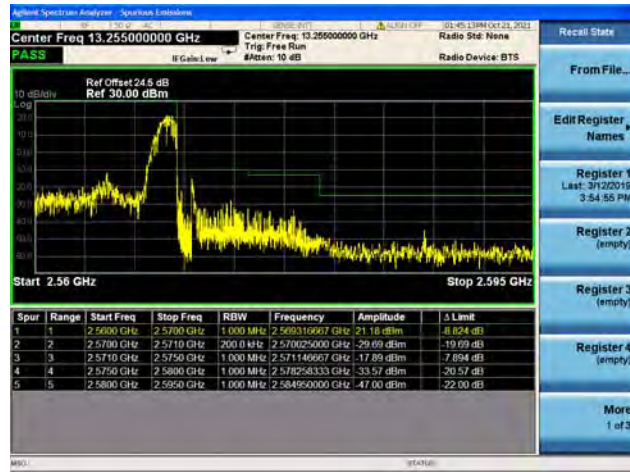 Agilent Spectrum Analyzer - Spurious Emissions
RF 50 Ω AC SENSE:INT ALIGN OFF 01:45:13PM Oct 21, 2021
Center Freq 13.255000000 GHz
Center Freq: 13.255000000 GHz
Radio Std: None
Trig: Free Run
PASS
IFGain:Low
#Atten: 10 dB
Radio Device: BTS
Ref Offset 24.5 dB
10 dB/div Ref 30.00 dBm
Log
Start 2.56 GHz
Stop 2.595 GHz
Spur Range Start Freq Stop Freq RBW Frequency Amplitude Δ Limit
1 1 2.5600 GHz 2.5700 GHz 1.000 MHz 2.569316667 GHz 21.18 dBm -8.824 dB
2 2 2.5700 GHz 2.5710 GHz 200.0 kHz 2.570025000 GHz -29.69 dBm -19.69 dB
3 3 2.5710 GHz 2.5750 GHz 1.000 MHz 2.571146667 GHz -17.89 dBm -7.894 dB
4 4 2.5750 GHz 2.5800 GHz 1.000 MHz 2.578258333 GHz -33.57 dBm -20.57 dB
5 5 2.5800 GHz 2.5950 GHz 1.000 MHz 2.584950000 GHz -47.00 dBm -22.00 dB
MSG
STATUS
Recall State
From File...
Edit Register
Names
Register 1
Last: 3/12/2019
3:54:55 PM
Register 2
(empty)
Register 3
(empty)
Register 4
(empty)
More
1 of 3